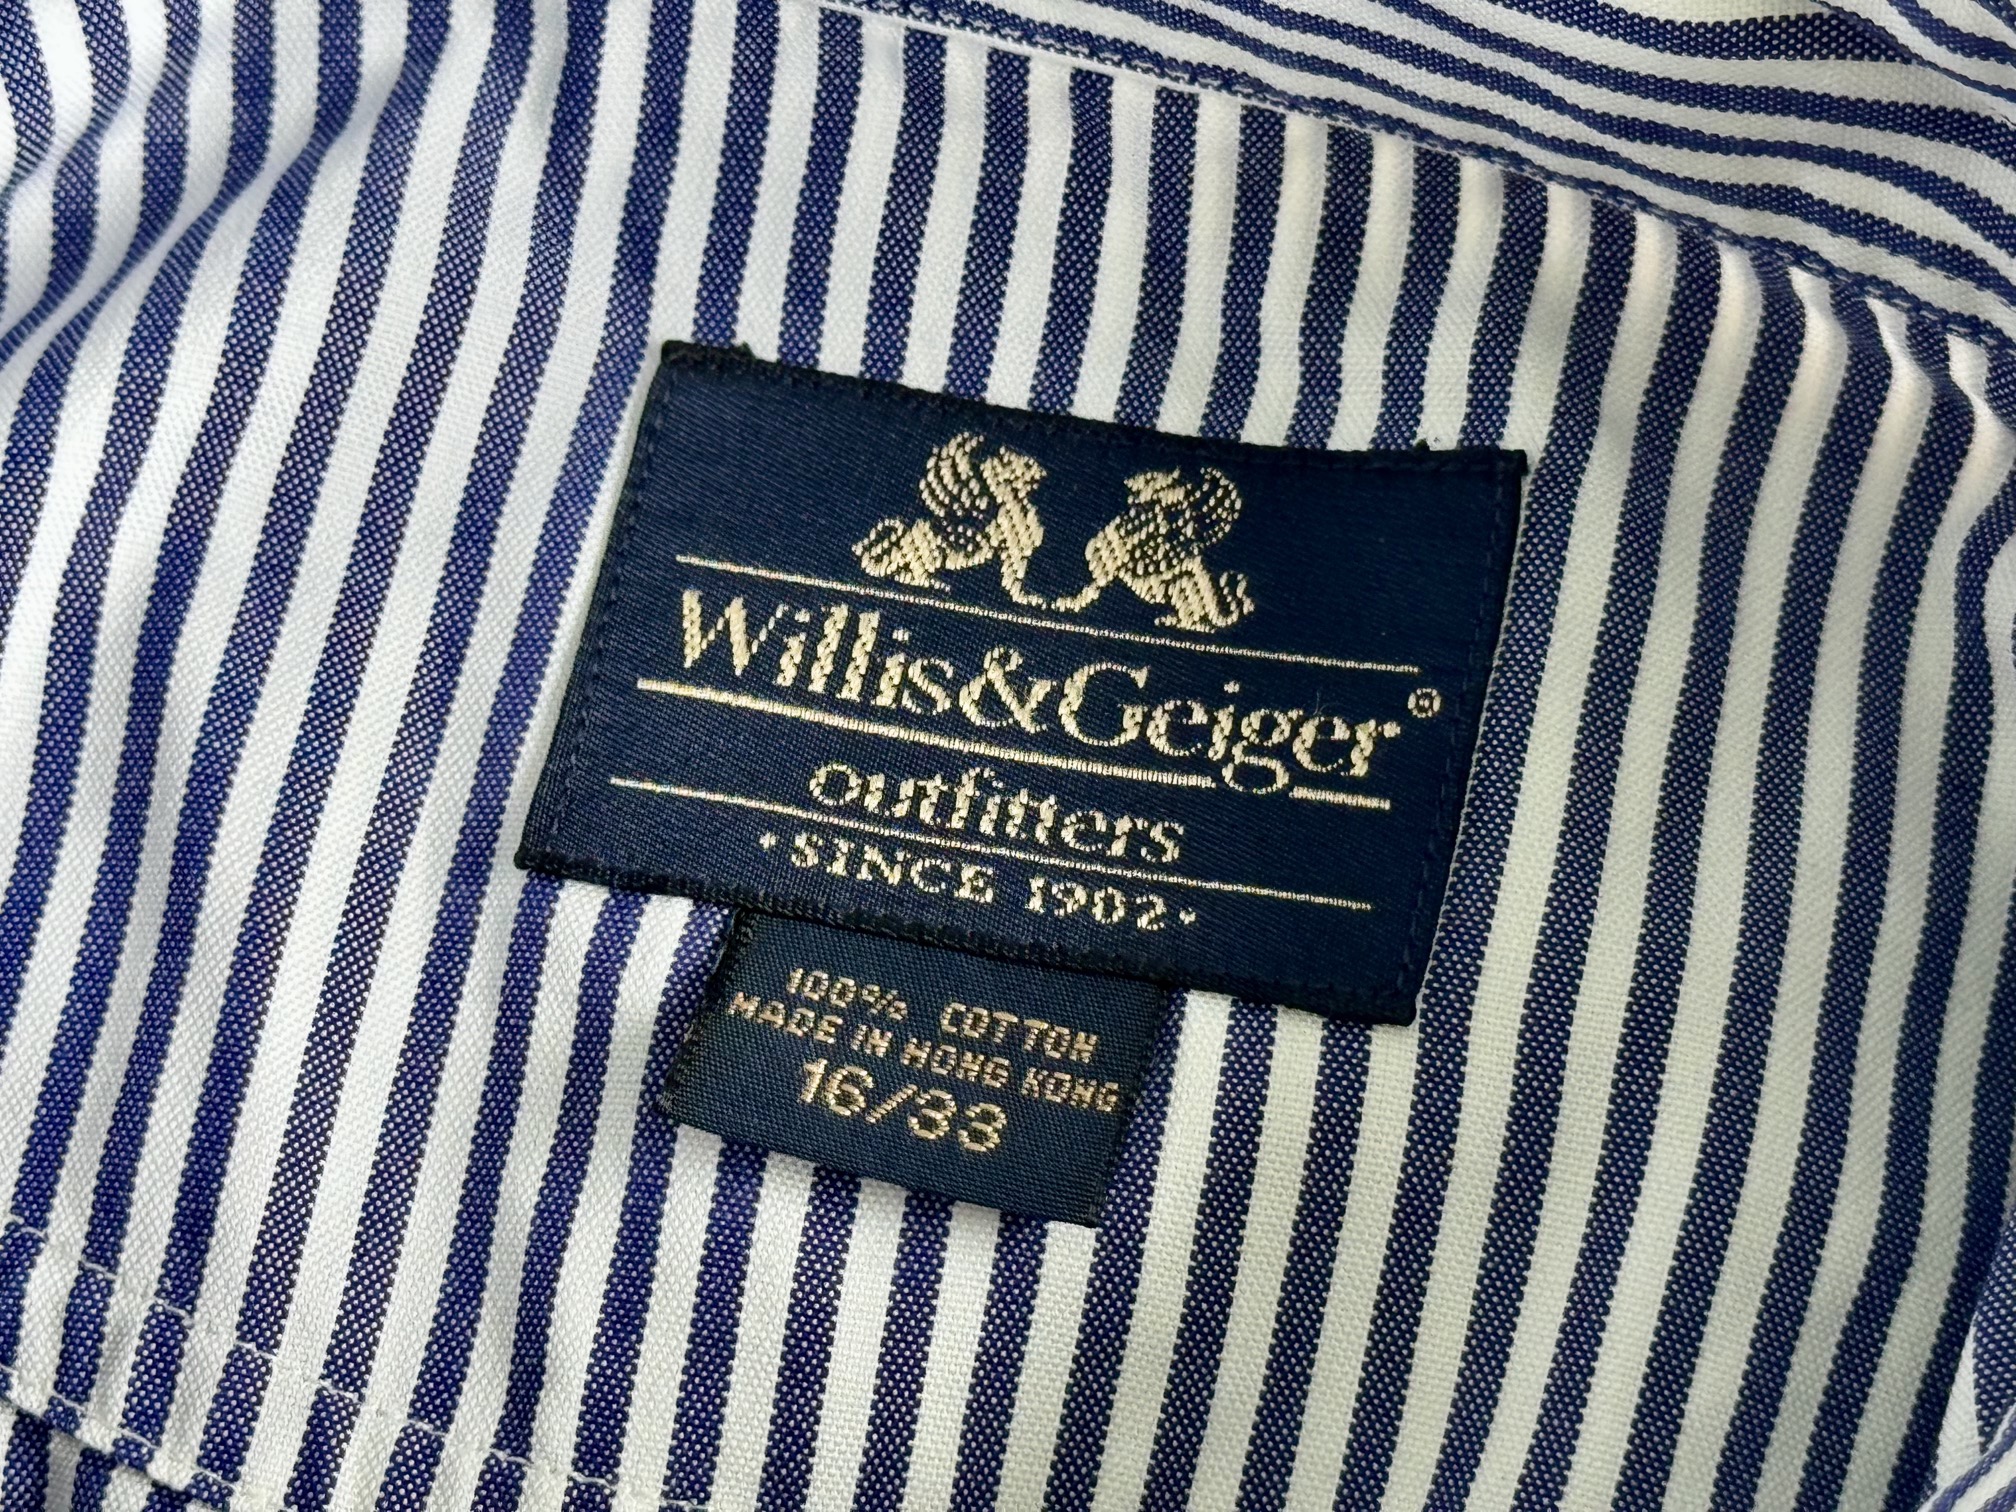 Willis&Geiger®
outfitters
·SINCE 1902·
100% COTTON
MADE IN HONG KONG
16/33